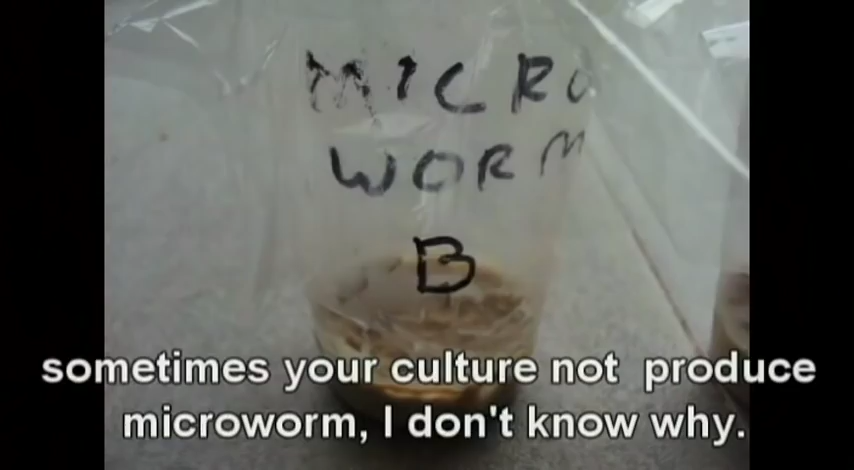 MICRO
WORM
B
sometimes your culture not  produce
microworm, I don't know why.